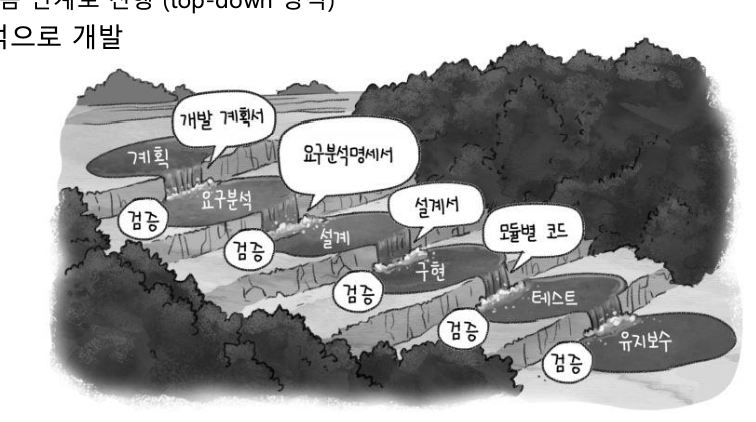 단계로 진행 (top-down 방식)
적으로 개발
개발 계획서
계획
요구분석명세서
요구분석
검증
설계서
설계
검증
모듈별 코드
구현
검증
테스트
검증
유지보수
검증